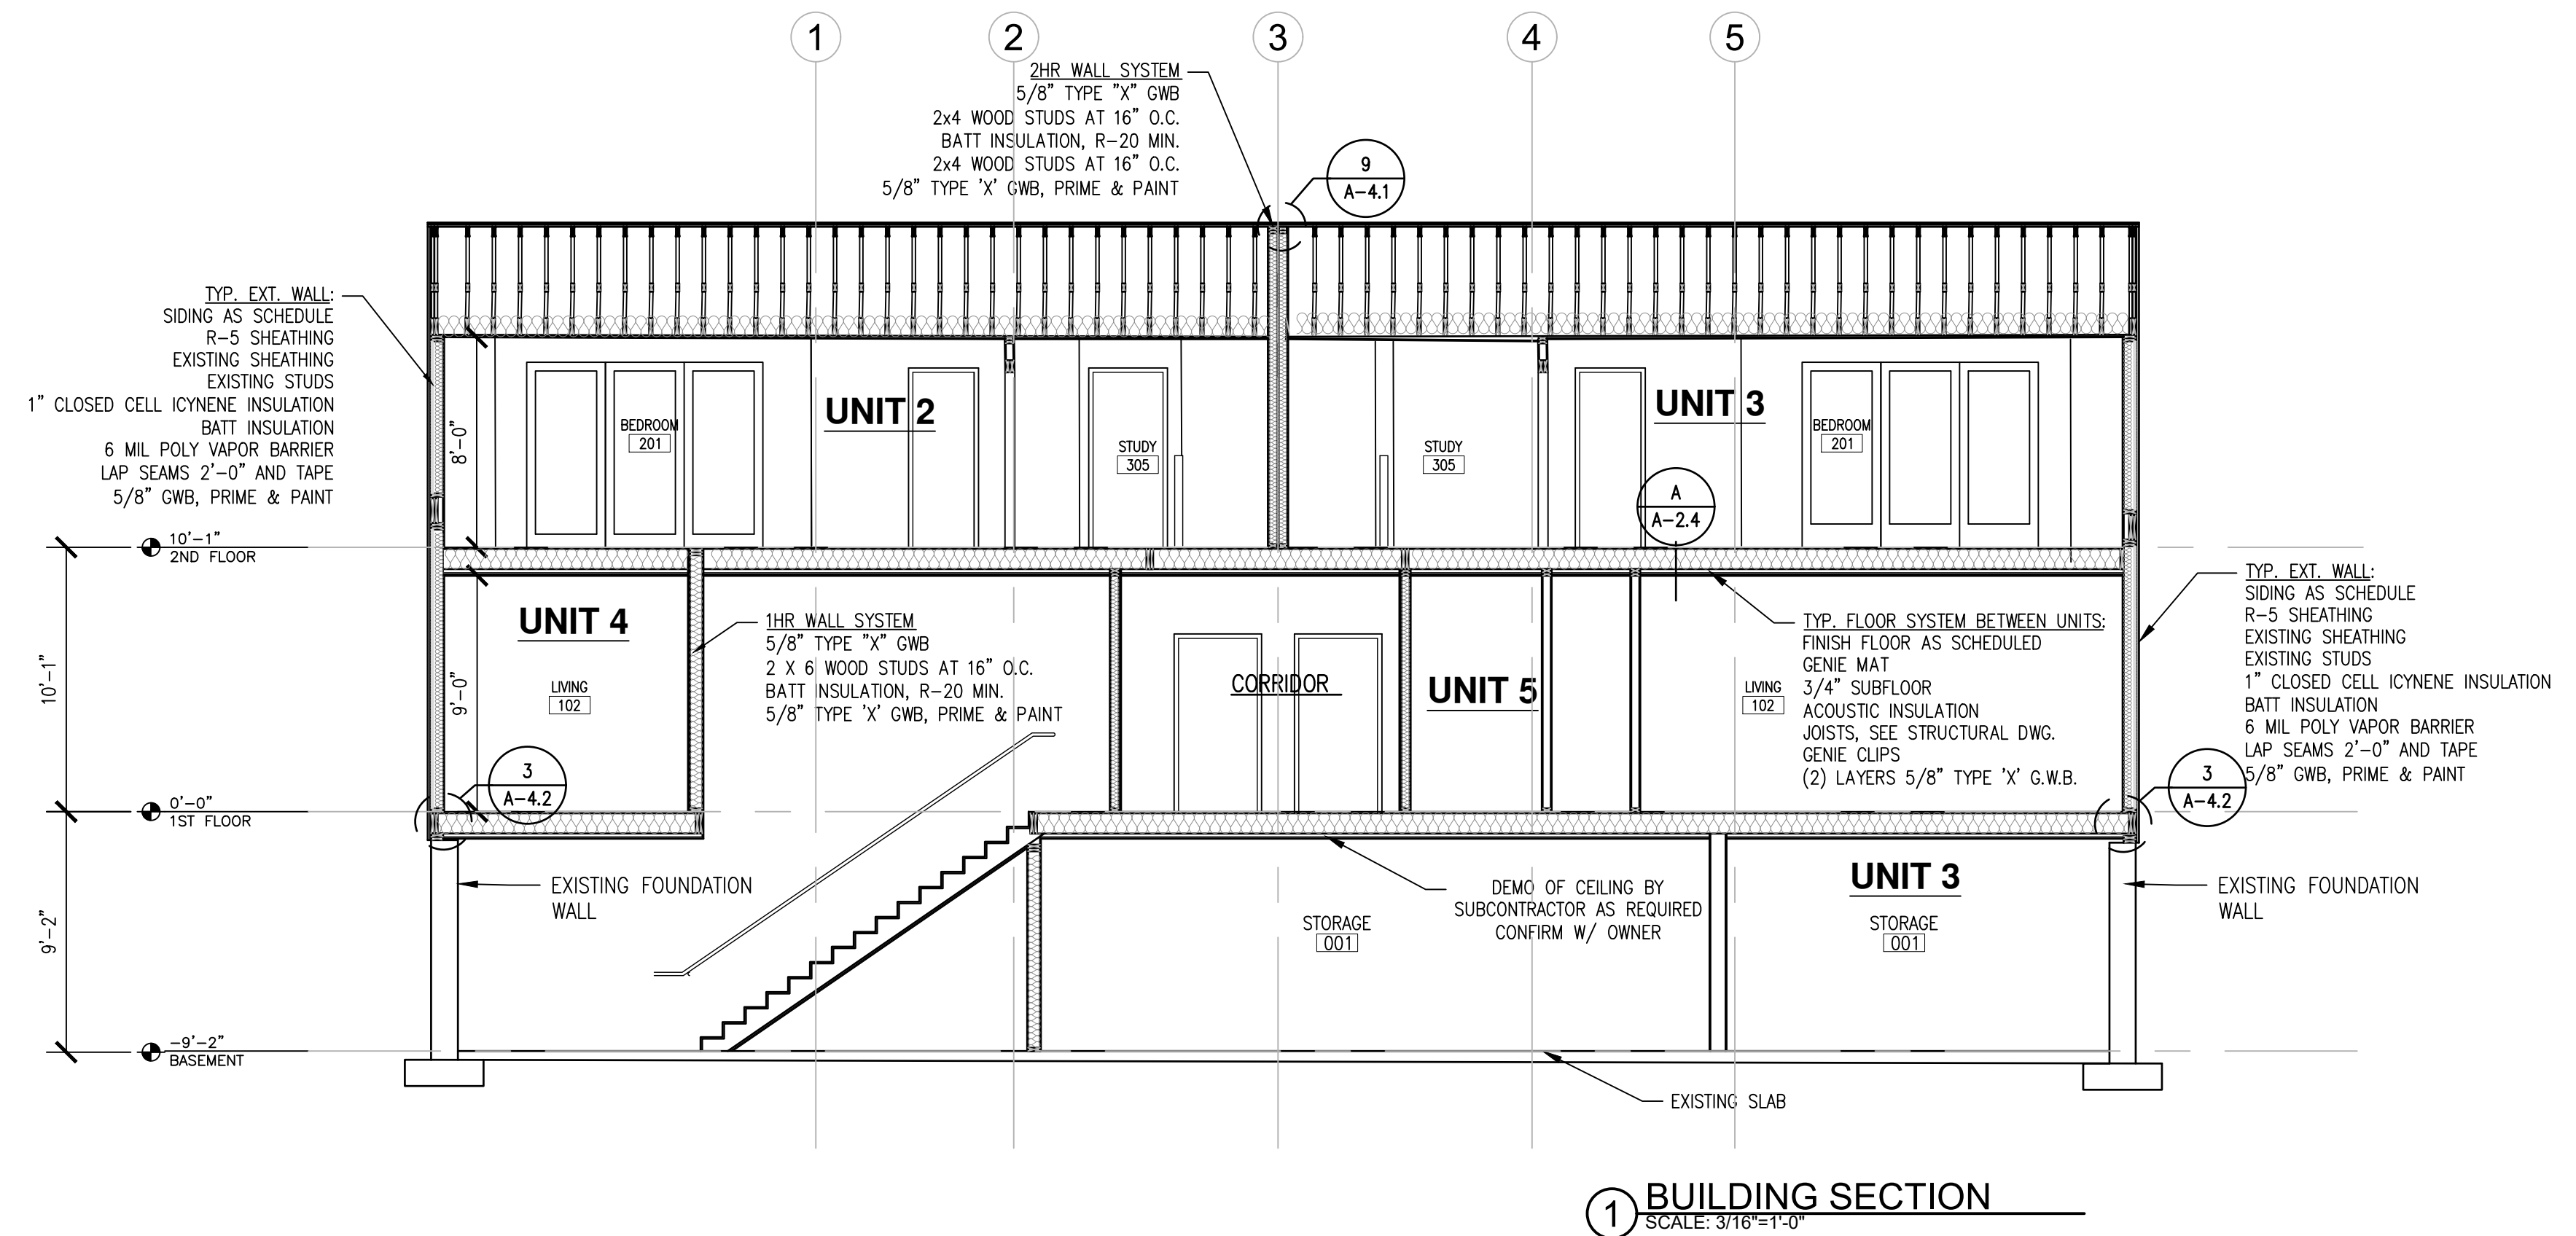 1
2
3
4
5
2HR WALL SYSTEM
5/8" TYPE "X" GWB
2x4 WOOD STUDS AT 16" O.C.
BATT INSULATION, R-20 MIN.
2x4 WOOD STUDS AT 16" O.C.
5/8" TYPE 'X' GWB, PRIME & PAINT
9
A-4.1
TYP. EXT. WALL:
SIDING AS SCHEDULE
R-5 SHEATHING
EXISTING SHEATHING
EXISTING STUDS
1" CLOSED CELL ICYNENE INSULATION
BATT INSULATION
6 MIL POLY VAPOR BARRIER
LAP SEAMS 2'-0" AND TAPE
5/8" GWB, PRIME & PAINT
8'-0"
BEDROOM
201
UNIT 2
STUDY
305
STUDY
305
UNIT 3
BEDROOM
201
A
A-2.4
10'-1"
2ND FLOOR
10'-1"
9'-0"
UNIT 4
LIVING
102
1HR WALL SYSTEM
5/8" TYPE "X" GWB
2 X 6 WOOD STUDS AT 16" O.C.
BATT INSULATION, R-20 MIN.
5/8" TYPE 'X' GWB, PRIME & PAINT
CORRIDOR
UNIT 5
LIVING
102
TYP. FLOOR SYSTEM BETWEEN UNITS:
FINISH FLOOR AS SCHEDULED
GENIE MAT
3/4" SUBFLOOR
ACOUSTIC INSULATION
JOISTS, SEE STRUCTURAL DWG.
GENIE CLIPS
(2) LAYERS 5/8" TYPE 'X' G.W.B.
TYP. EXT. WALL:
SIDING AS SCHEDULE
R-5 SHEATHING
EXISTING SHEATHING
EXISTING STUDS
1" CLOSED CELL ICYNENE INSULATION
BATT INSULATION
6 MIL POLY VAPOR BARRIER
LAP SEAMS 2'-0" AND TAPE
5/8" GWB, PRIME & PAINT
3
A-4.2
3
A-4.2
0'-0"
1ST FLOOR
9'-2"
EXISTING FOUNDATION
WALL
DEMO OF CEILING BY
SUBCONTRACTOR AS REQUIRED
CONFIRM W/ OWNER
STORAGE
001
UNIT 3
STORAGE
001
EXISTING FOUNDATION
WALL
-9'-2"
BASEMENT
EXISTING SLAB
1
BUILDING SECTION
SCALE: 3/16"=1'-0"